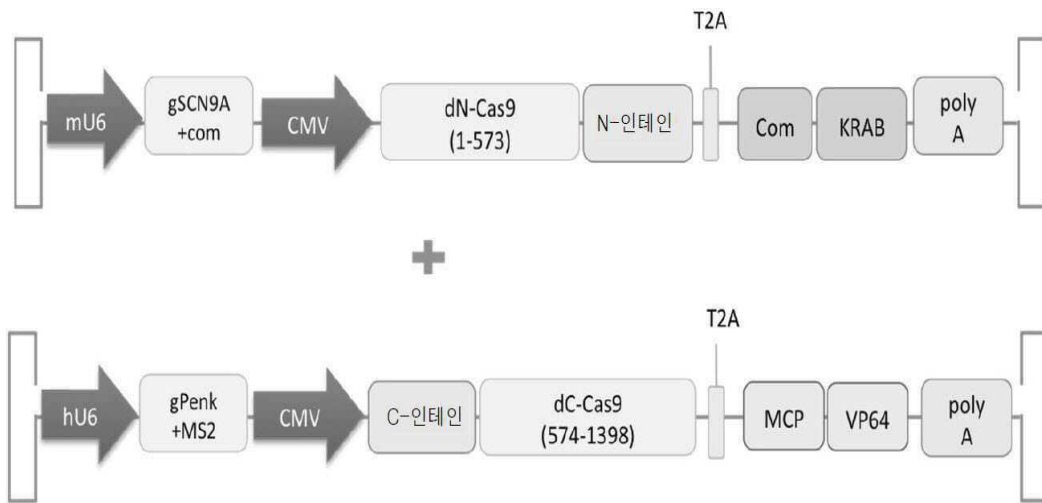 T2A
mU6
gSCN9A
+com
CMV
dN-Cas9
(1-573)
N-인테인
Com
KRAB
poly
A
+
T2A
hU6
gPenk
+MS2
CMV
C-인테인
dC-Cas9
(574-1398)
MCP
VP64
poly
A